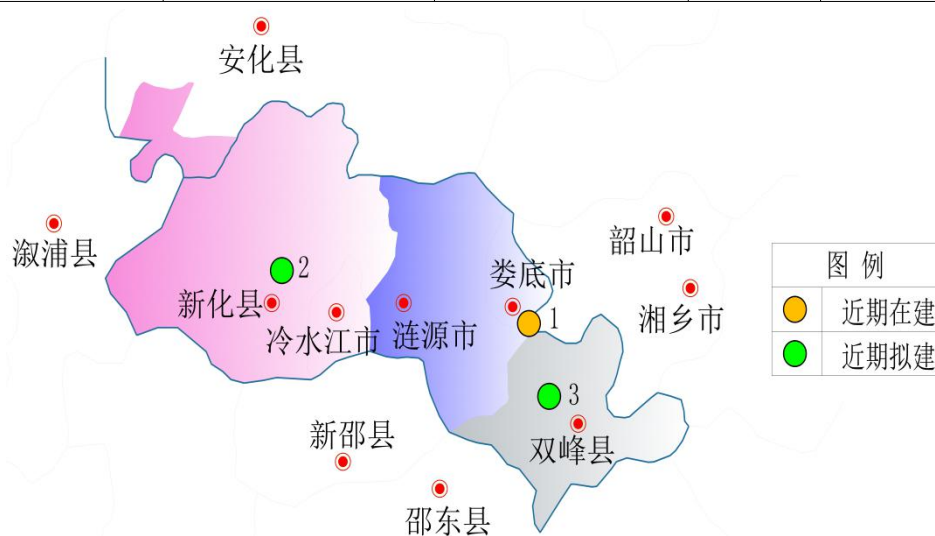 安化县
溆浦县
韶山市
图 例
2
娄底市
新化县
湘乡市
近期在建
冷水江市
涟源市
1
近期拟建
3
新邵县
双峰县
邵东县